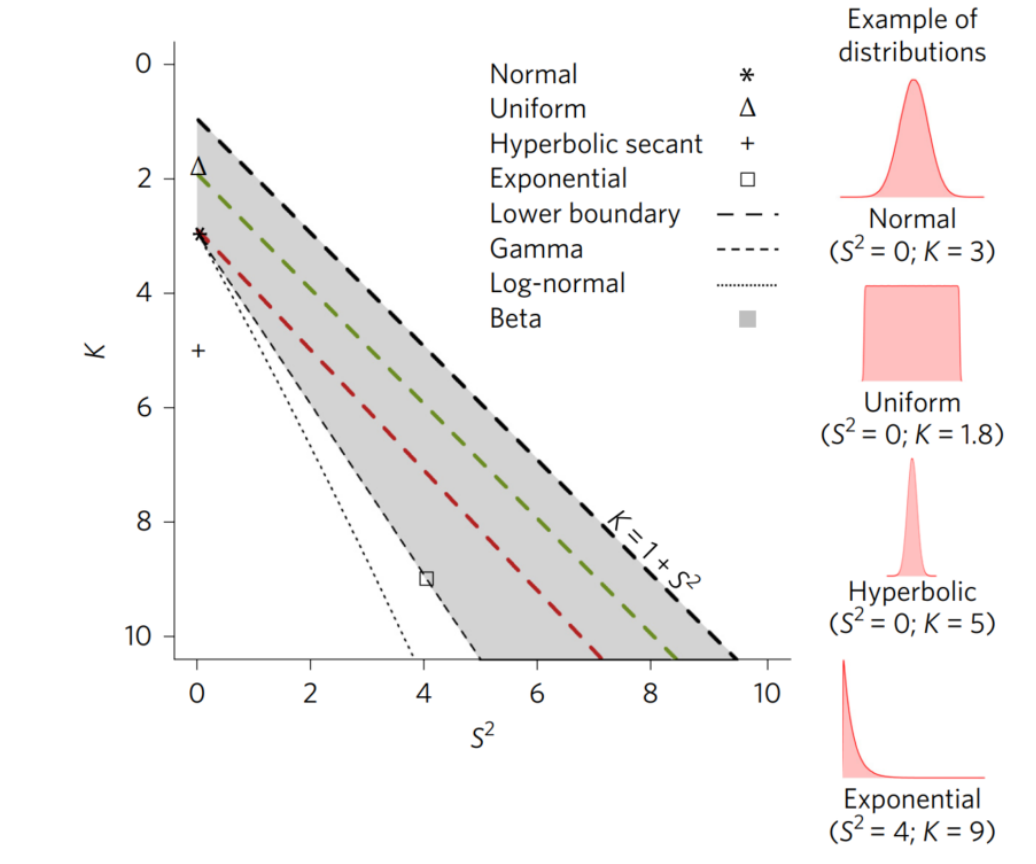 0
2
4
6
8
10
K
0
2
4
6
8
10
S²
Normal *
Uniform Δ
Hyperbolic secant +
Exponential □
Lower boundary
Gamma
Log-normal
Beta
K = 1 + S²
Example of
distributions
Normal
(S² = 0; K = 3)
Uniform
(S² = 0; K = 1.8)
Hyperbolic
(S² = 0; K = 5)
Exponential
(S² = 4; K = 9)